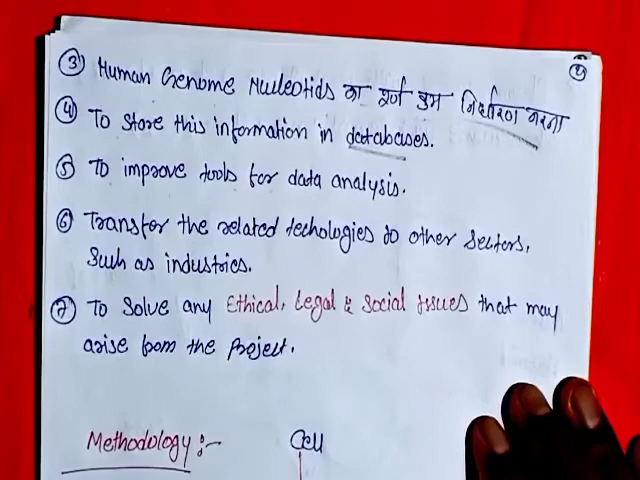 ③ Human Genome Nucleotids का पूर्ण क्रम निर्धारण करना
④ To store this information in databases.
⑤ To improve tools for data analysis.
⑥ Transfer the related techologies to other sectors,
Such as industries.
⑦ To solve any Ethical, Legal & Social Issues that may
arise from the Project.
Methodology :-
Cell